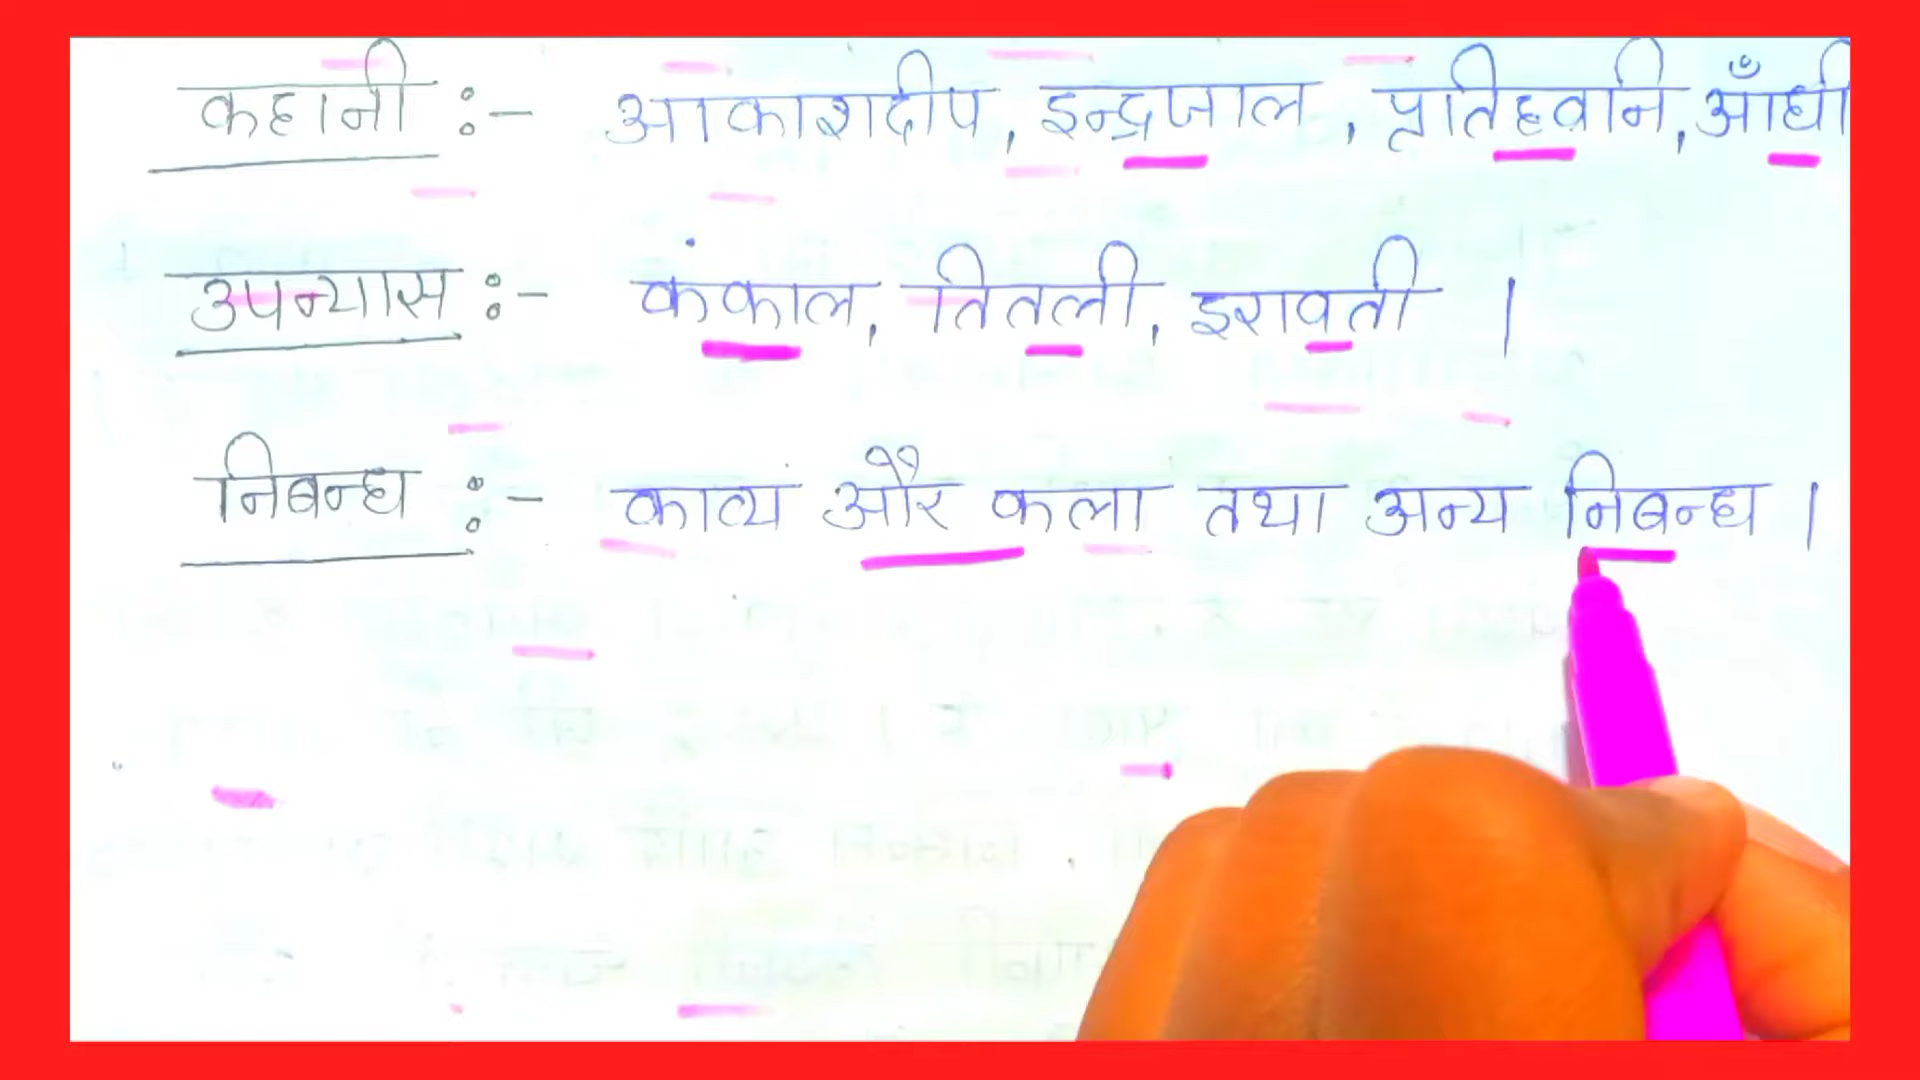 कहानी :- आकाशदीप, इन्द्रजाल, प्रतिध्वनि, आँधी
उपन्यास :- कंकाल, तितली, इरावती ।
निबन्ध :- काव्य और कला तथा अन्य निबन्ध ।